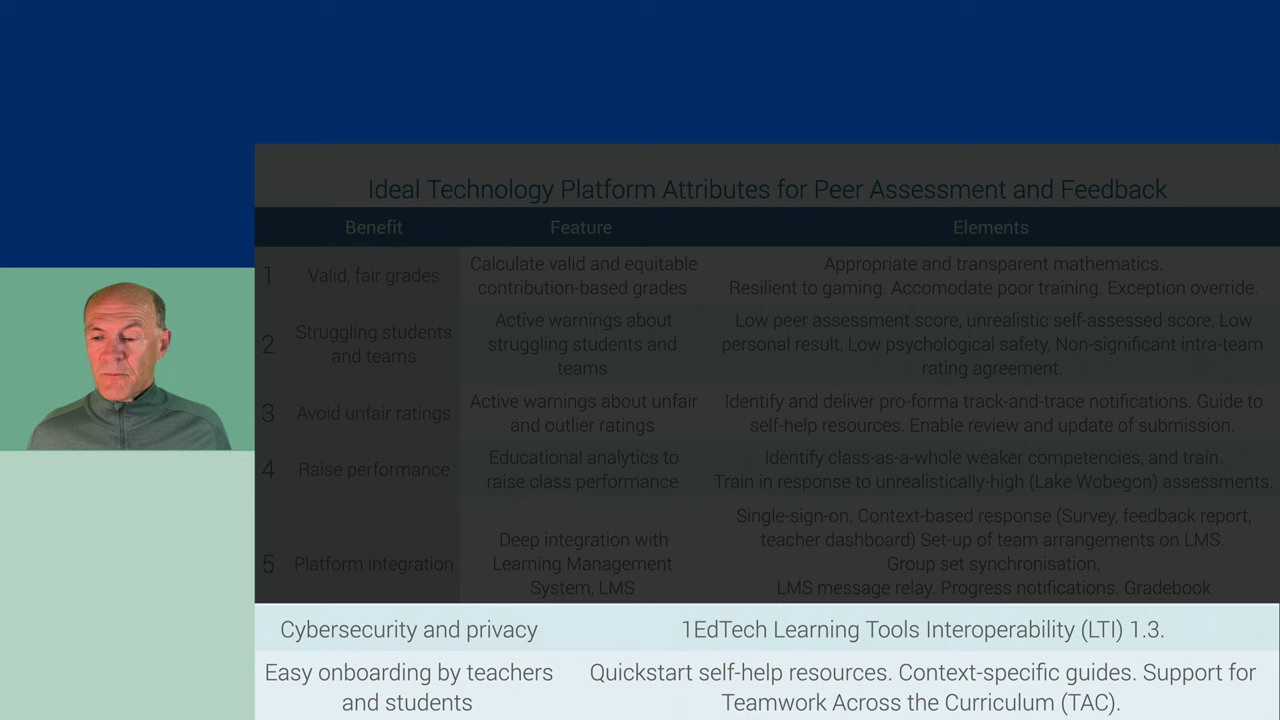 Ideal Technology Platform Attributes for Peer Assessment and Feedback
Benefit Feature Elements
1 Valid, fair grades
Calculate valid and equitable
contribution-based grades
Appropriate and transparent mathematics.
Resilient to gaming. Accomodate poor training. Exception override.
2 Struggling students
and teams
Active warnings about
struggling students and
teams
Low peer assessment score, unrealistic self-assessed score, Low
personal result, Low psychological safety, Non-significant intra-team
rating agreement.
3 Avoid unfair ratings
Active warnings about unfair
and outlier ratings
Identify and deliver pro-forma track-and-trace notifications. Guide to
self-help resources. Enable review and update of submission.
4 Raise performance
Educational analytics to
raise class performance
Identify class-as-a-whole weaker competencies, and train.
Train in response to unrealistically-high (Lake Wobegon) assessments.
5 Platform integration
Deep integration with
Learning Management
System, LMS
Single-sign-on. Context-based response (Survey, feedback report,
teacher dashboard) Set-up of team arrangements on LMS.
Group set synchronisation.
LMS message relay. Progress notifications. Gradebook
Cybersecurity and privacy
1EdTech Learning Tools Interoperability (LTI) 1.3.
Easy onboarding by teachers
and students
Quickstart self-help resources. Context-specific guides. Support for
Teamwork Across the Curriculum (TAC).